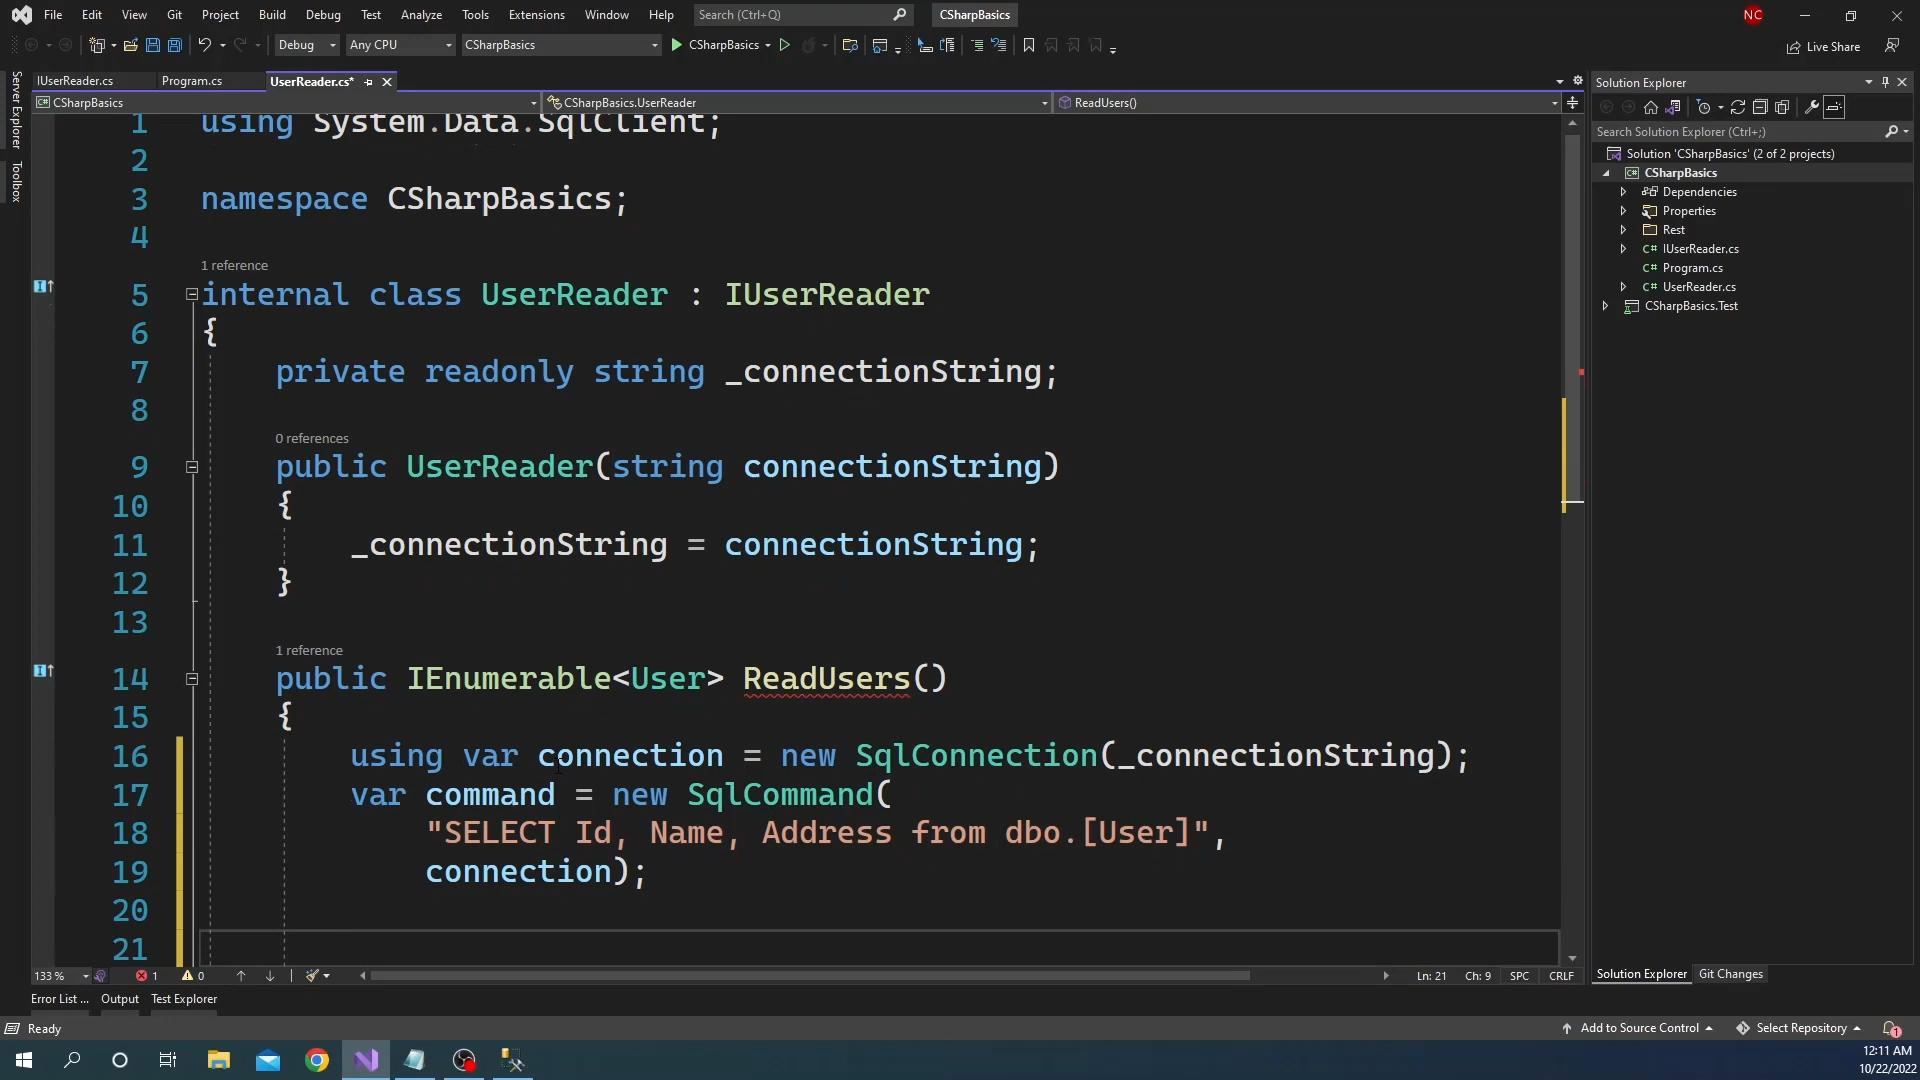 File Edit View Git Project Build Debug Test Analyze Tools Extensions Window Help Search (Ctrl+Q) CSharpBasics NC
Debug Any CPU CSharpBasics CSharpBasics Live Share
IUserReader.cs Program.cs UserReader.cs*
CSharpBasics CSharpBasics.UserReader ReadUsers()
Server Explorer
Toolbox
1 using System.Data.SqlClient;
2
3 namespace CSharpBasics;
4
1 reference
5 internal class UserReader : IUserReader
6 {
7 private readonly string _connectionString;
8
0 references
9 public UserReader(string connectionString)
10 {
11 _connectionString = connectionString;
12 }
13
1 reference
14 public IEnumerable<User> ReadUsers()
15 {
16 using var connection = new SqlConnection(_connectionString);
17 var command = new SqlCommand(
18 "SELECT Id, Name, Address from dbo.[User]",
19 connection);
20
21
133 % 1 0 Ln: 21 Ch: 9 SPC CRLF
Solution Explorer
Search Solution Explorer (Ctrl+;)
Solution 'CSharpBasics' (2 of 2 projects)
C# CSharpBasics
Dependencies
Properties
Rest
C# IUserReader.cs
C# Program.cs
C# UserReader.cs
CSharpBasics.Test
Solution Explorer Git Changes
Error List ... Output Test Explorer
Ready Add to Source Control Select Repository 1
12:11 AM
10/22/2022